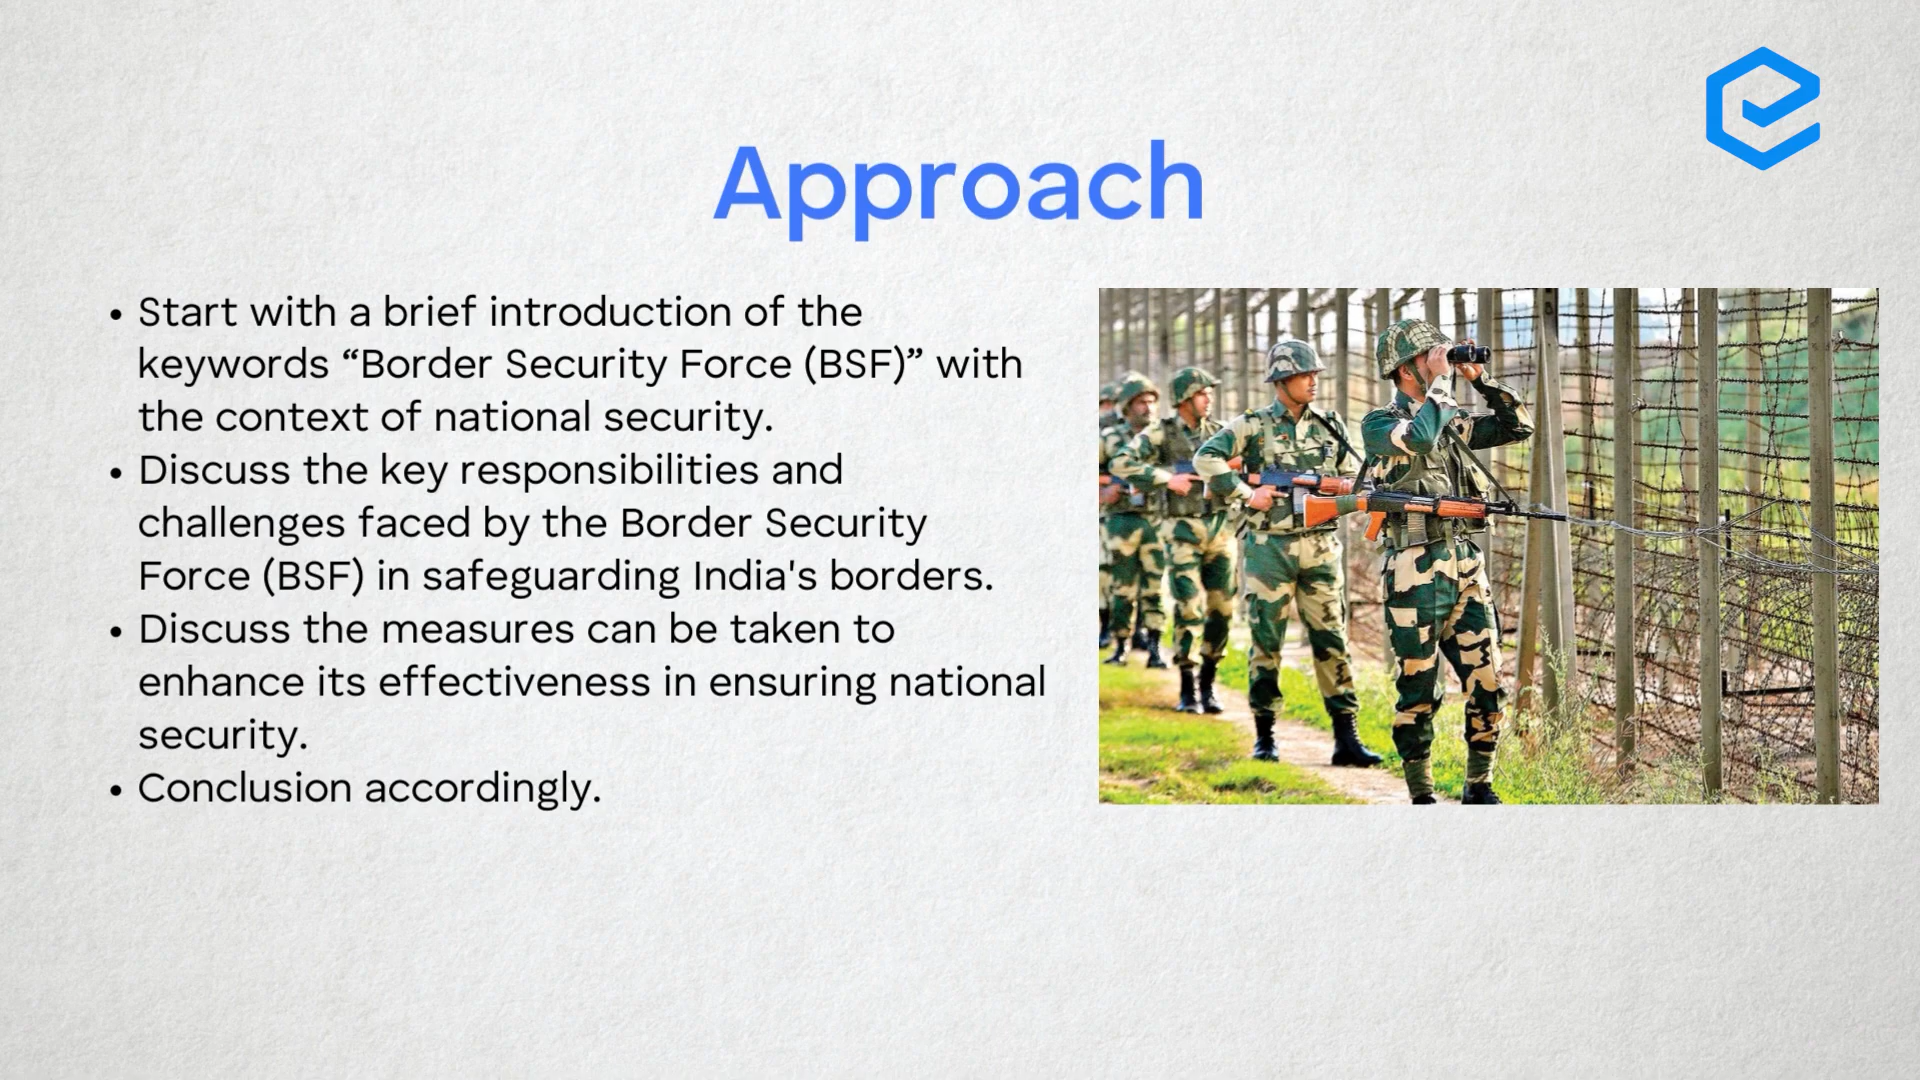 Approach
• Start with a brief introduction of the
keywords “Border Security Force (BSF)” with
the context of national security.
• Discuss the key responsibilities and
challenges faced by the Border Security
Force (BSF) in safeguarding India's borders.
• Discuss the measures can be taken to
enhance its effectiveness in ensuring national
security.
• Conclusion accordingly.